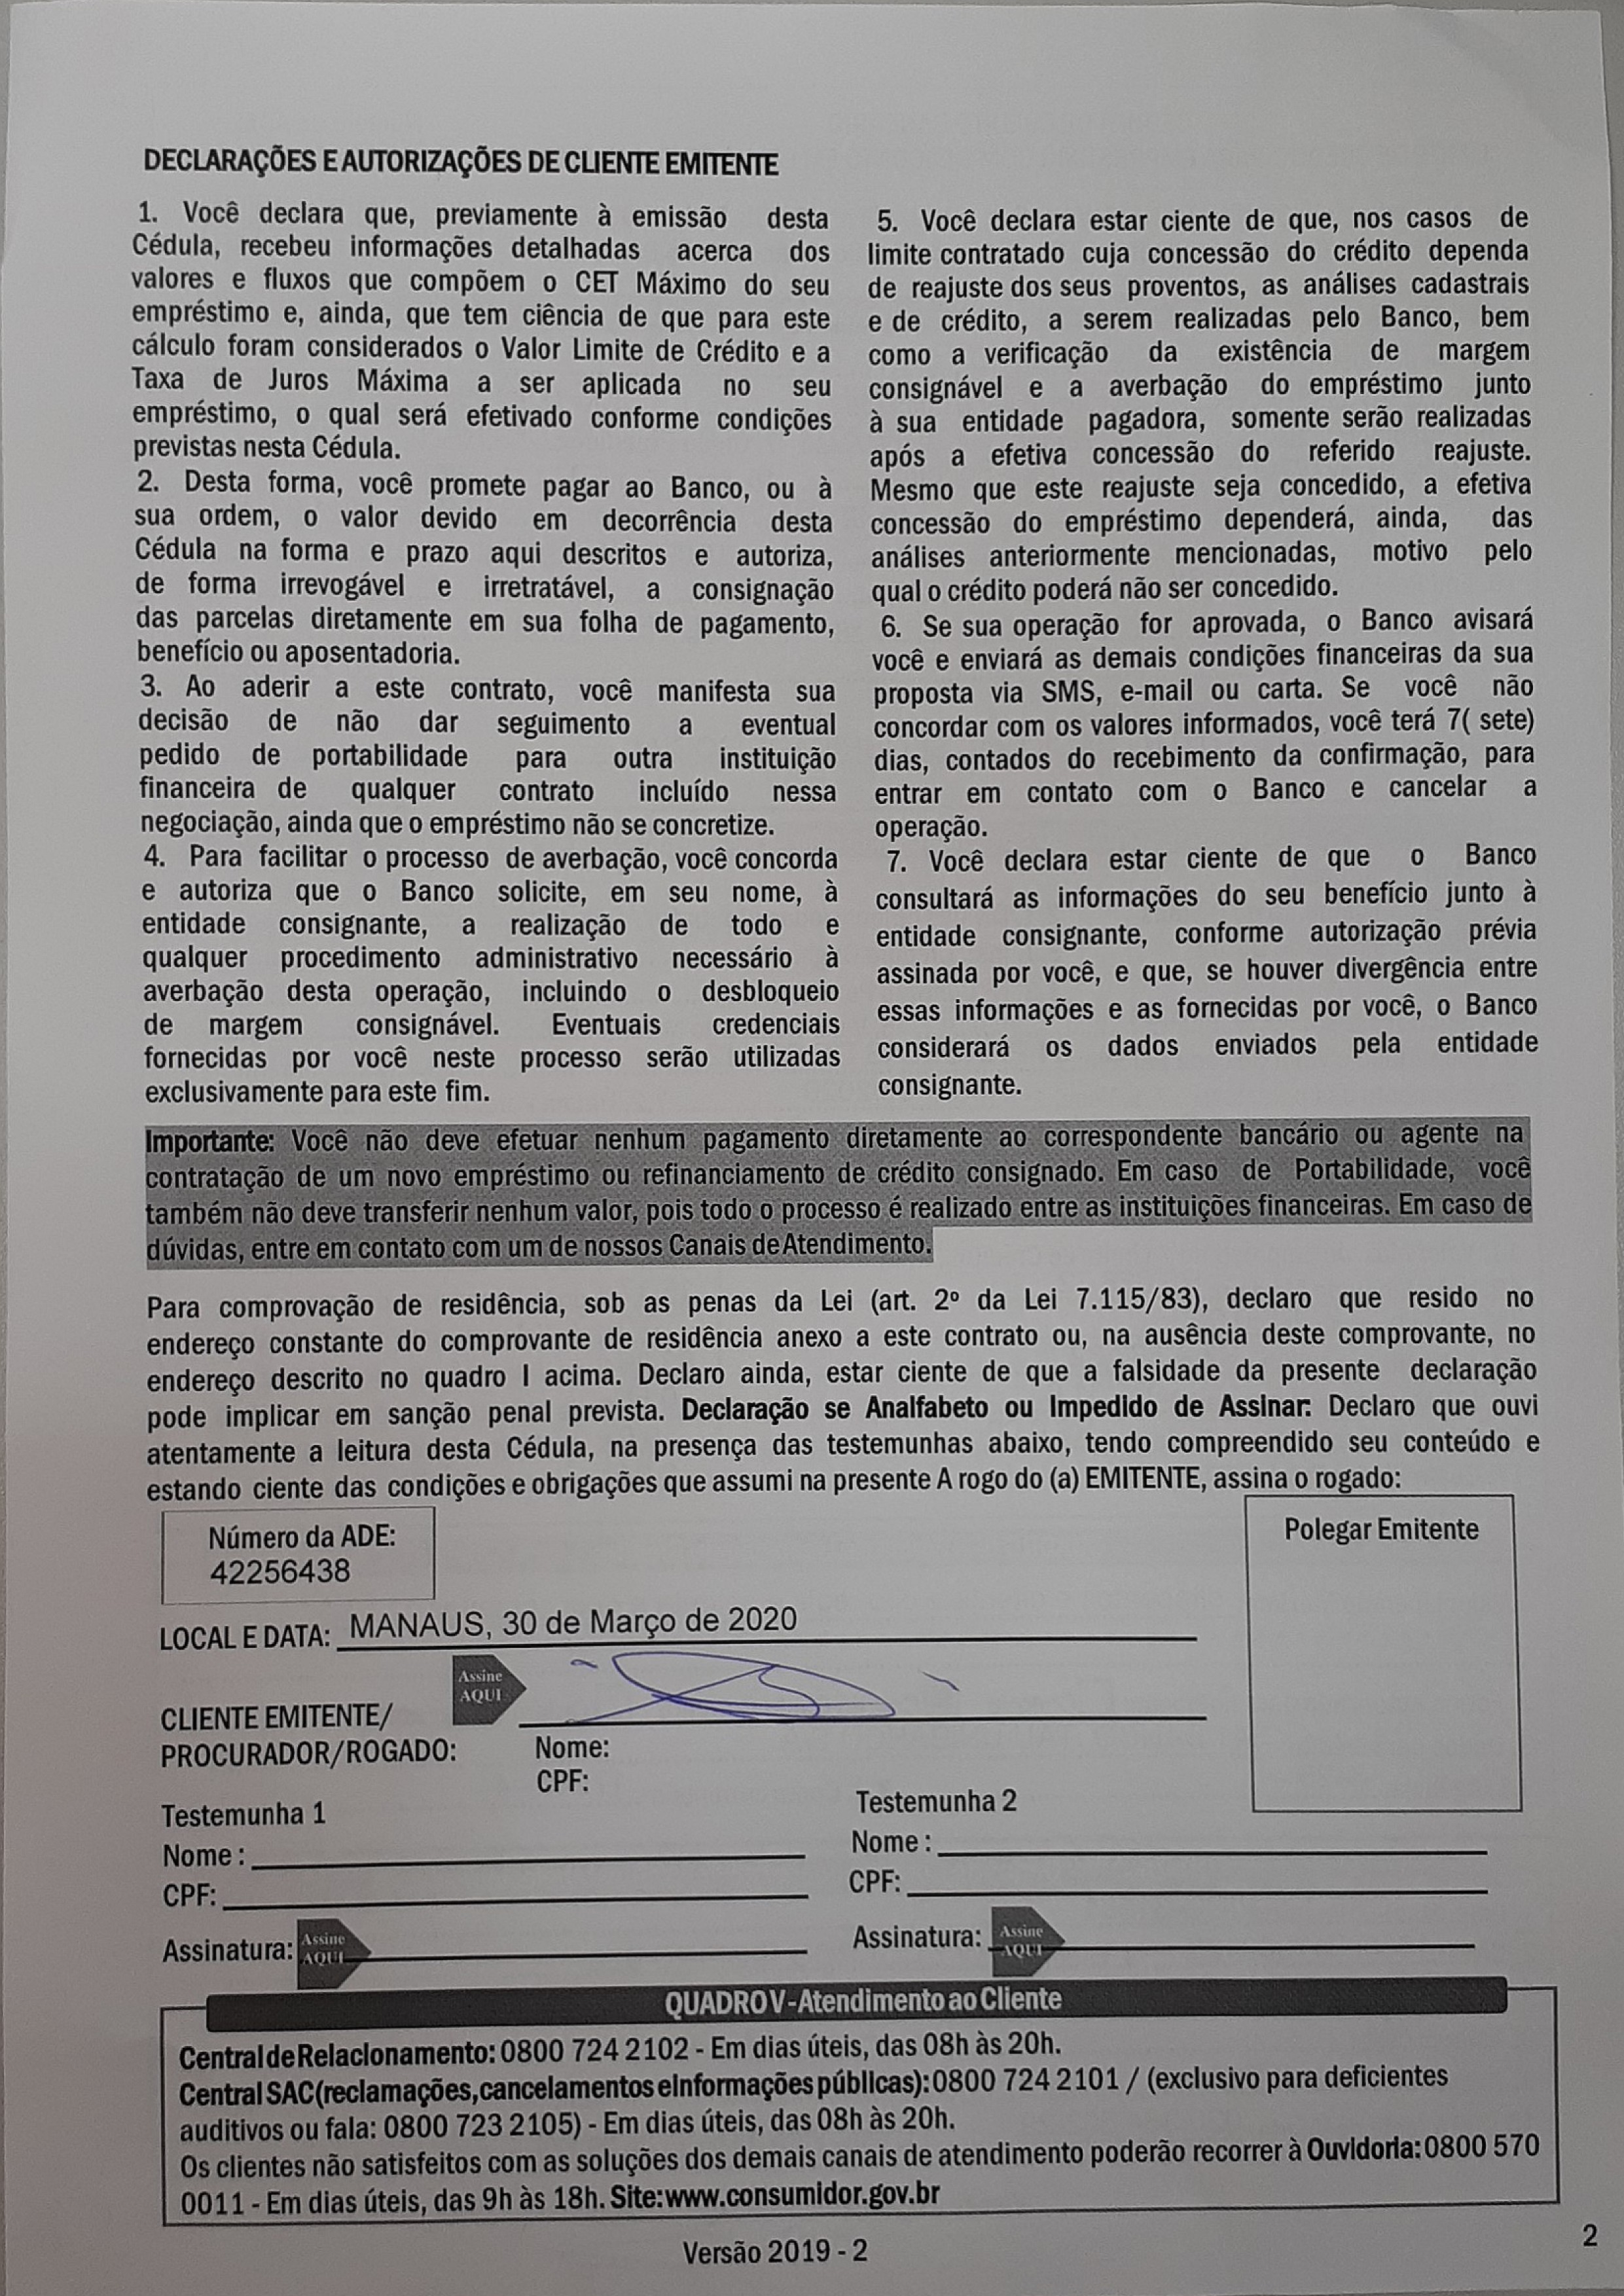 DECLARAÇÕES E AUTORIZAÇÕES DE CLIENTE EMITENTE
1. Você declara que, previamente à emissão desta
Cédula, recebeu informações detalhadas acerca dos
valores e fluxos que compõem o CET Máximo do seu
empréstimo e, ainda, que tem ciência de que para este
cálculo foram considerados o Valor Limite de Crédito e a
Taxa de Juros Máxima a ser aplicada no seu
empréstimo, o qual será efetivado conforme condições
previstas nesta Cédula.
2. Desta forma, você promete pagar ao Banco, ou à
sua ordem, o valor devido em decorrência desta
Cédula na forma e prazo aqui descritos e autoriza,
de forma irrevogável e irretratável, a consignação
das parcelas diretamente em sua folha de pagamento,
benefício ou aposentadoria.
3. Ao aderir a este contrato, você manifesta sua
decisão de não dar seguimento a eventual
pedido de portabilidade para outra instituição
financeira de qualquer contrato incluído nessa
negociação, ainda que o empréstimo não se concretize.
4. Para facilitar o processo de averbação, você concorda
e autoriza que o Banco solicite, em seu nome, à
entidade consignante, a realização de todo e
qualquer procedimento administrativo necessário à
averbação desta operação, incluindo o desbloqueio
de margem consignável. Eventuais credenciais
fornecidas por você neste processo serão utilizadas
exclusivamente para este fim.
5. Você declara estar ciente de que, nos casos de
limite contratado cuja concessão do crédito dependa
de reajuste dos seus proventos, as análises cadastrais
e de crédito, a serem realizadas pelo Banco, bem
como a verificação da existência de margem
consignável e a averbação do empréstimo junto
à sua entidade pagadora, somente serão realizadas
após a efetiva concessão do referido reajuste.
Mesmo que este reajuste seja concedido, a efetiva
concessão do empréstimo dependerá, ainda, das
análises anteriormente mencionadas, motivo pelo
qual o crédito poderá não ser concedido.
6. Se sua operação for aprovada, o Banco avisará
você e enviará as demais condições financeiras da sua
proposta via SMS, e-mail ou carta. Se você não
concordar com os valores informados, você terá 7( sete)
dias, contados do recebimento da confirmação, para
entrar em contato com o Banco e cancelar a
operação.
7. Você declara estar ciente de que o Banco
consultará as informações do seu benefício junto à
entidade consignante, conforme autorização prévia
assinada por você, e que, se houver divergência entre
essas informações e as fornecidas por você, o Banco
considerará os dados enviados pela entidade
consignante.
Importante: Você não deve efetuar nenhum pagamento diretamente ao correspondente bancário ou agente na
contratação de um novo empréstimo ou refinanciamento de crédito consignado. Em caso de Portabilidade, você
também não deve transferir nenhum valor, pois todo o processo é realizado entre as instituições financeiras. Em caso de
dúvidas, entre em contato com um de nossos Canais de Atendimento.
Para comprovação de residência, sob as penas da Lei (art. 2º da Lei 7.115/83), declaro que resido no
endereço constante do comprovante de residência anexo a este contrato ou, na ausência deste comprovante, no
endereço descrito no quadro I acima. Declaro ainda, estar ciente de que a falsidade da presente declaração
pode implicar em sanção penal prevista. Declaração se Analfabeto ou Impedido de Assinar: Declaro que ouvi
atentamente a leitura desta Cédula, na presença das testemunhas abaixo, tendo compreendido seu conteúdo e
estando ciente das condições e obrigações que assumi na presente A rogo do (a) EMITENTE, assina o rogado:
Número da ADE:
42256438
Polegar Emitente
LOCAL E DATA: MANAUS, 30 de Março de 2020
Assine
AQUI
CLIENTE EMITENTE/
PROCURADOR/ROGADO:
Nome:
CPF:
Testemunha 1
Nome :
CPF:
Assinatura: Assine
AQUI
Testemunha 2
Nome :
CPF:
Assinatura: Assine
AQUI
QUADRO V - Atendimento ao Cliente
Central de Relacionamento: 0800 724 2102 - Em dias úteis, das 08h às 20h.
Central SAC (reclamações, cancelamentos e informações públicas): 0800 724 2101 / (exclusivo para deficientes
auditivos ou fala: 0800 723 2105) - Em dias úteis, das 08h às 20h.
Os clientes não satisfeitos com as soluções dos demais canais de atendimento poderão recorrer à Ouvidoria: 0800 570
0011 - Em dias úteis, das 9h às 18h. Site: www.consumidor.gov.br
Versão 2019 - 2
2